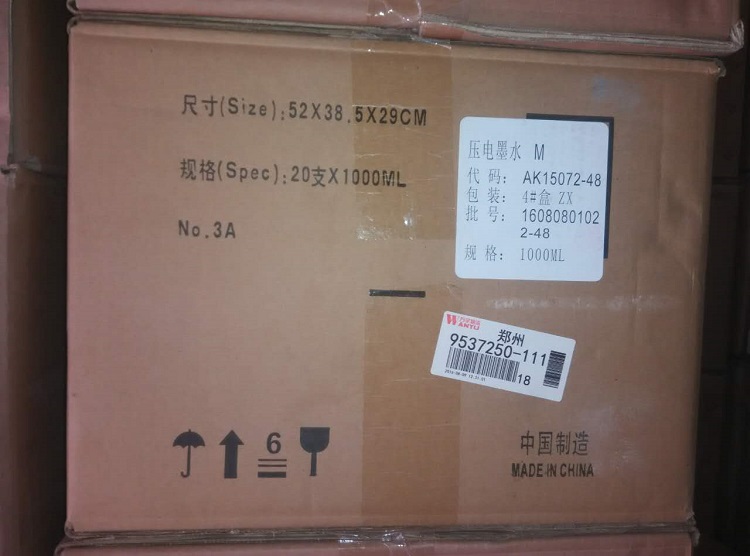 尺寸(Size):52X38.5X29CM
规格(Spec):20支X1000ML
No.3A
压电墨水 M
代 码: AK15072-48
包 装: 4#盒 ZX
批 号: 1608080102
2-48
规 格: 1000ML
郑州
9537250-111
18
6
中国制造
MADE IN CHINA